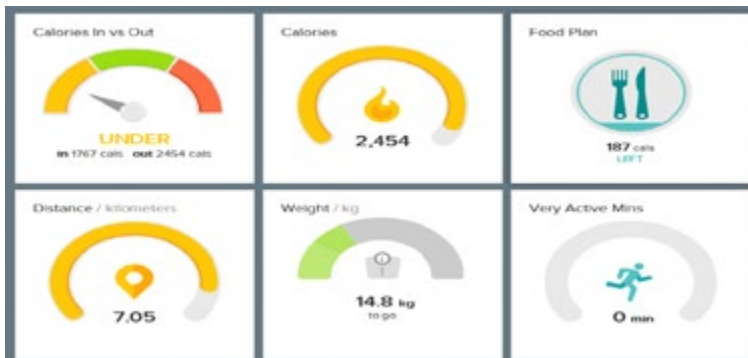 Calories In vs Out
UNDER
in 1767 cals out 2454 cals
Calories
2,454
Food Plan
187 cals
LEFT
Distance / kilometers
7.05
Weight / kg
14.8 kg
to go
Very Active Mins
0 min